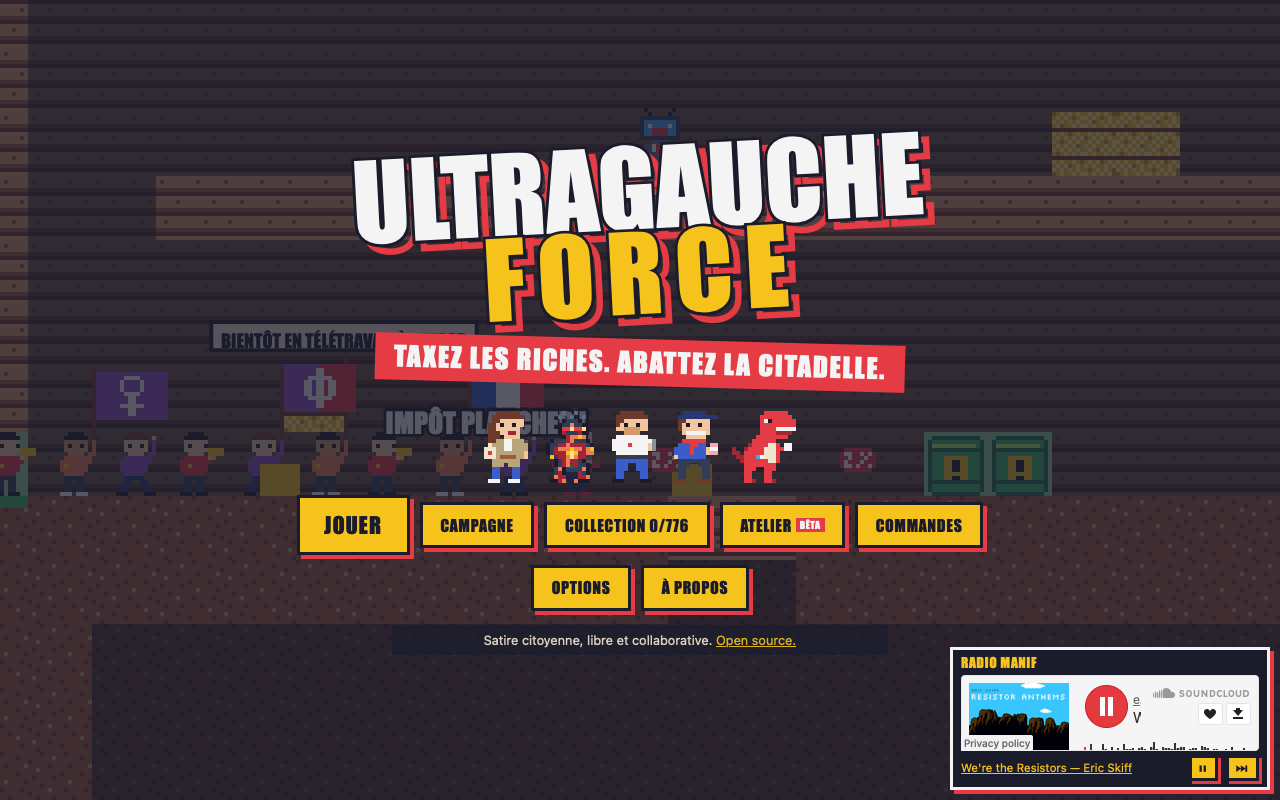 ULTRAGAUCHE
FORCE
BIENTÔT EN TÉLÉTRAV
TAXEZ LES RICHES. ABATTEZ LA CITADELLE.
IMPÔT PL
JOUER
CAMPAGNE
COLLECTION 0/776
ATELIER BÊTA
COMMANDES
OPTIONS
À PROPOS
Satire citoyenne, libre et collaborative. Open source.
RADIO MANIF
ERIC SKIFF
RESISTOR ANTHEMS
SOUNDCLOUD
Privacy policy
We're the Resistors — Eric Skiff